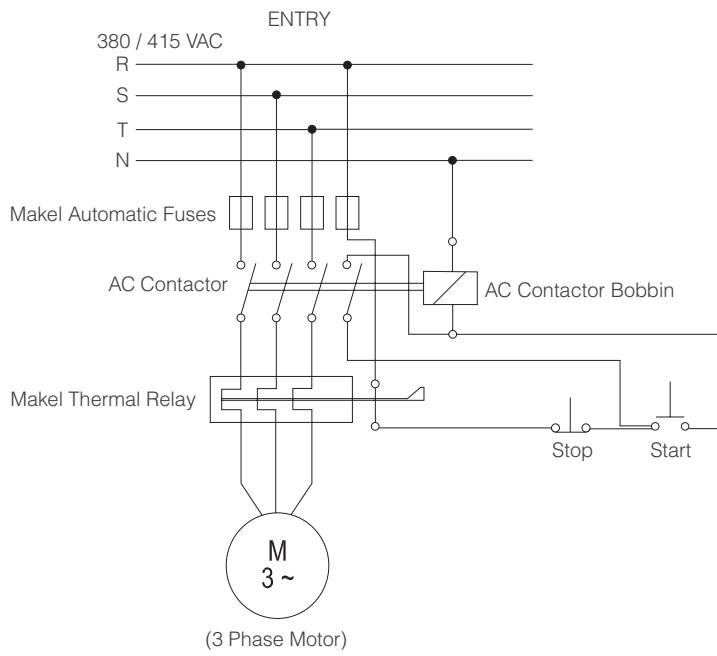 ENTRY
380 / 415 VAC
R
S
T
N
Makel Automatic Fuses
AC Contactor
AC Contactor Bobbin
Makel Thermal Relay
Stop
Start
M
3 ~
(3 Phase Motor)